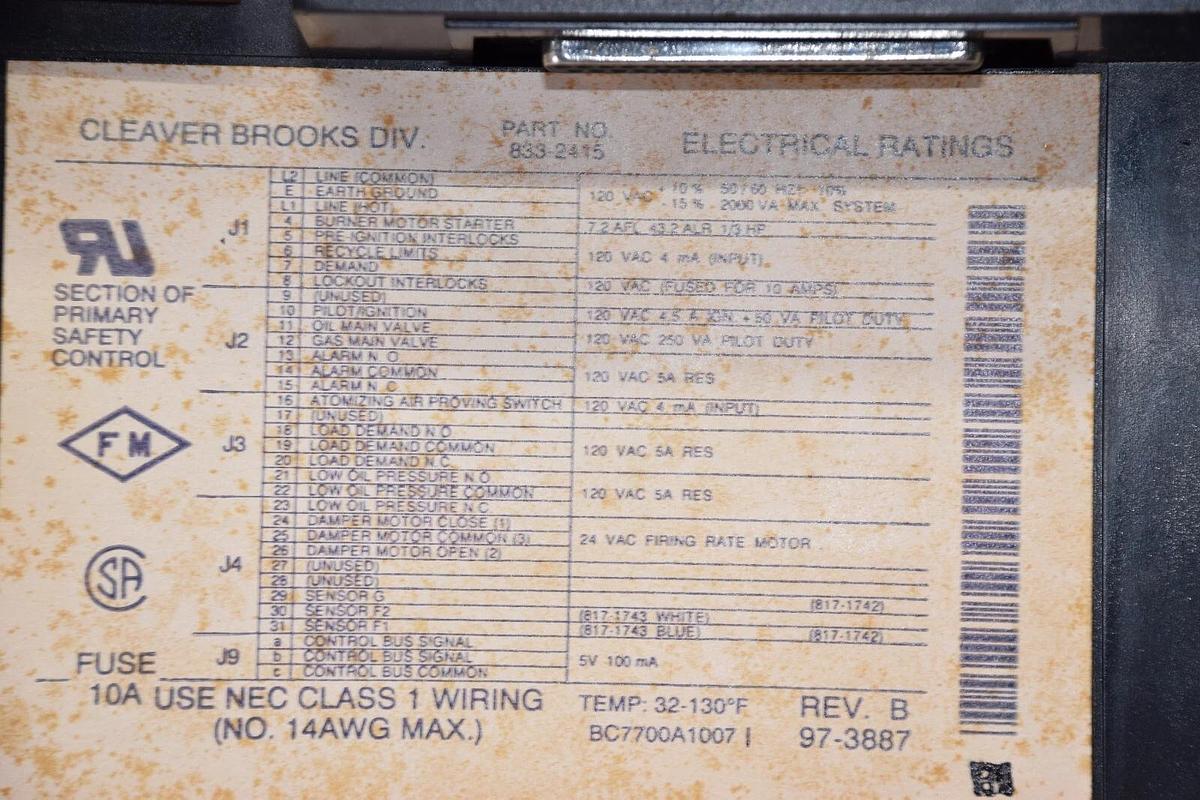 CLEAVER BROOKS DIV.
PART NO.
833-2415
ELECTRICAL RATINGS
SECTION OF
PRIMARY
SAFETY
CONTROL
FM
SA
J1
L2 LINE (COMMON)
E EARTH GROUND
L1 LINE (HOT)
120 VAC +10% 50/60 HZ± 10%
-15% 2000 VA MAX. SYSTEM
4 BURNER MOTOR STARTER 7.2 AFL 43.2 ALR 1/3 HP
5 PRE IGNITION INTERLOCKS
6 RECYCLE LIMITS 120 VAC 4 mA (INPUT)
7 DEMAND
8 LOCKOUT INTERLOCKS 120 VAC (FUSED FOR 10 AMPS)
J2
9 (UNUSED)
10 PILOT/IGNITION 120 VAC 4.5 A IGN. + 50 VA PILOT DUTY
11 OIL MAIN VALVE
12 GAS MAIN VALVE 120 VAC 250 VA PILOT DUTY
13 ALARM N.O
14 ALARM COMMON 120 VAC 5A RES
15 ALARM N.C
J3
16 ATOMIZING AIR PROVING SWITCH 120 VAC 4 mA (INPUT)
17 (UNUSED)
18 LOAD DEMAND N.O
19 LOAD DEMAND COMMON 120 VAC 5A RES
20 LOAD DEMAND N.C.
21 LOW OIL PRESSURE N.O
22 LOW OIL PRESSURE COMMON 120 VAC 5A RES
23 LOW OIL PRESSURE N.C.
J4
24 DAMPER MOTOR CLOSE (1)
25 DAMPER MOTOR COMMON (3) 24 VAC FIRING RATE MOTOR
26 DAMPER MOTOR OPEN (2)
27 (UNUSED)
28 (UNUSED)
29 SENSOR G (817-1742)
30 SENSOR F2 (817-1743 WHITE)
31 SENSOR F1 (817-1743 BLUE) (817-1742)
J9
a CONTROL BUS SIGNAL
b CONTROL BUS SIGNAL 5V 100 mA
c CONTROL BUS COMMON
FUSE
10A USE NEC CLASS 1 WIRING
(NO. 14AWG MAX.)
TEMP: 32-130°F
BC7700A1007 I
REV. B
97-3887